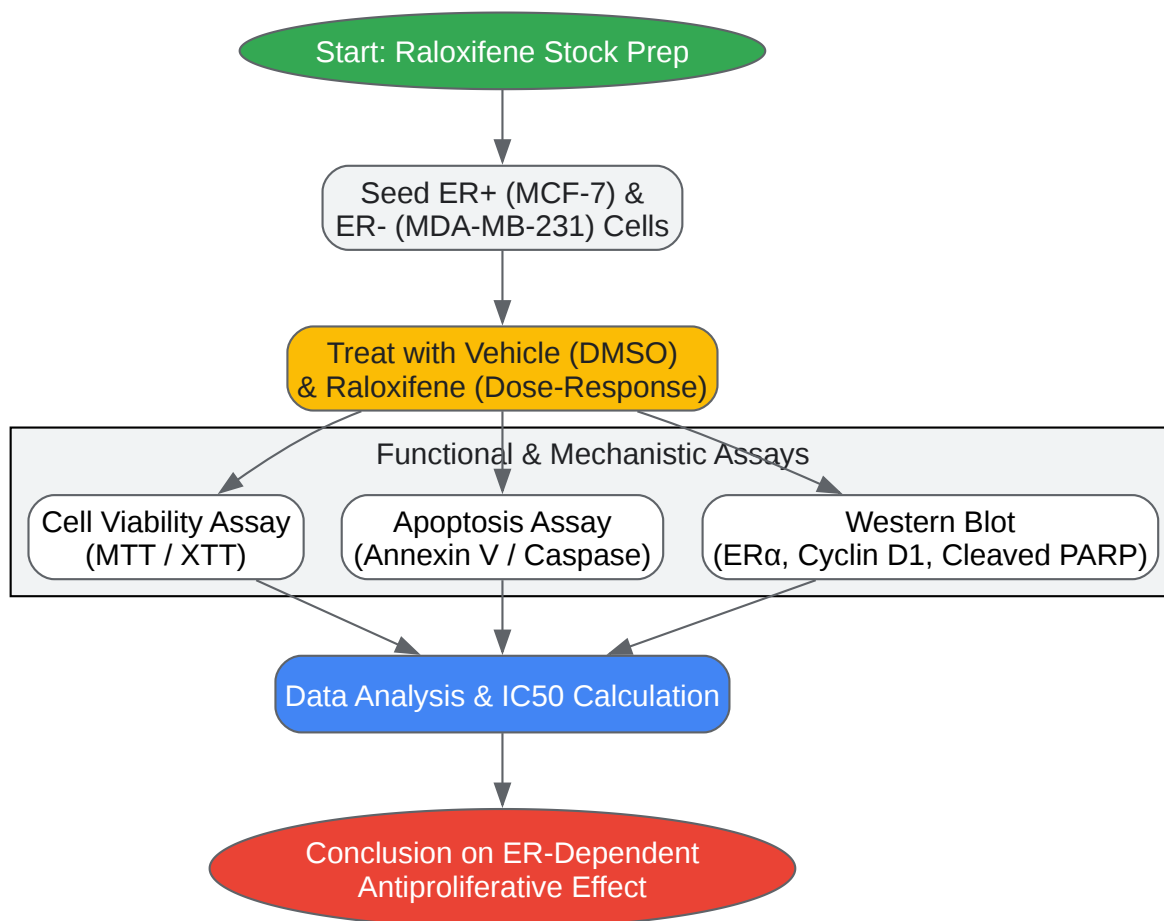 Start: Raloxifene Stock Prep
Seed ER+ (MCF-7) &
ER- (MDA-MB-231) Cells
Treat with Vehicle (DMSO)
& Raloxifene (Dose-Response)
Functional & Mechanistic Assays
Cell Viability Assay
(MTT / XTT)
Apoptosis Assay
(Annexin V / Caspase)
Western Blot
(ERα, Cyclin D1, Cleaved PARP)
Data Analysis & IC50 Calculation
Conclusion on ER-Dependent
Antiproliferative Effect